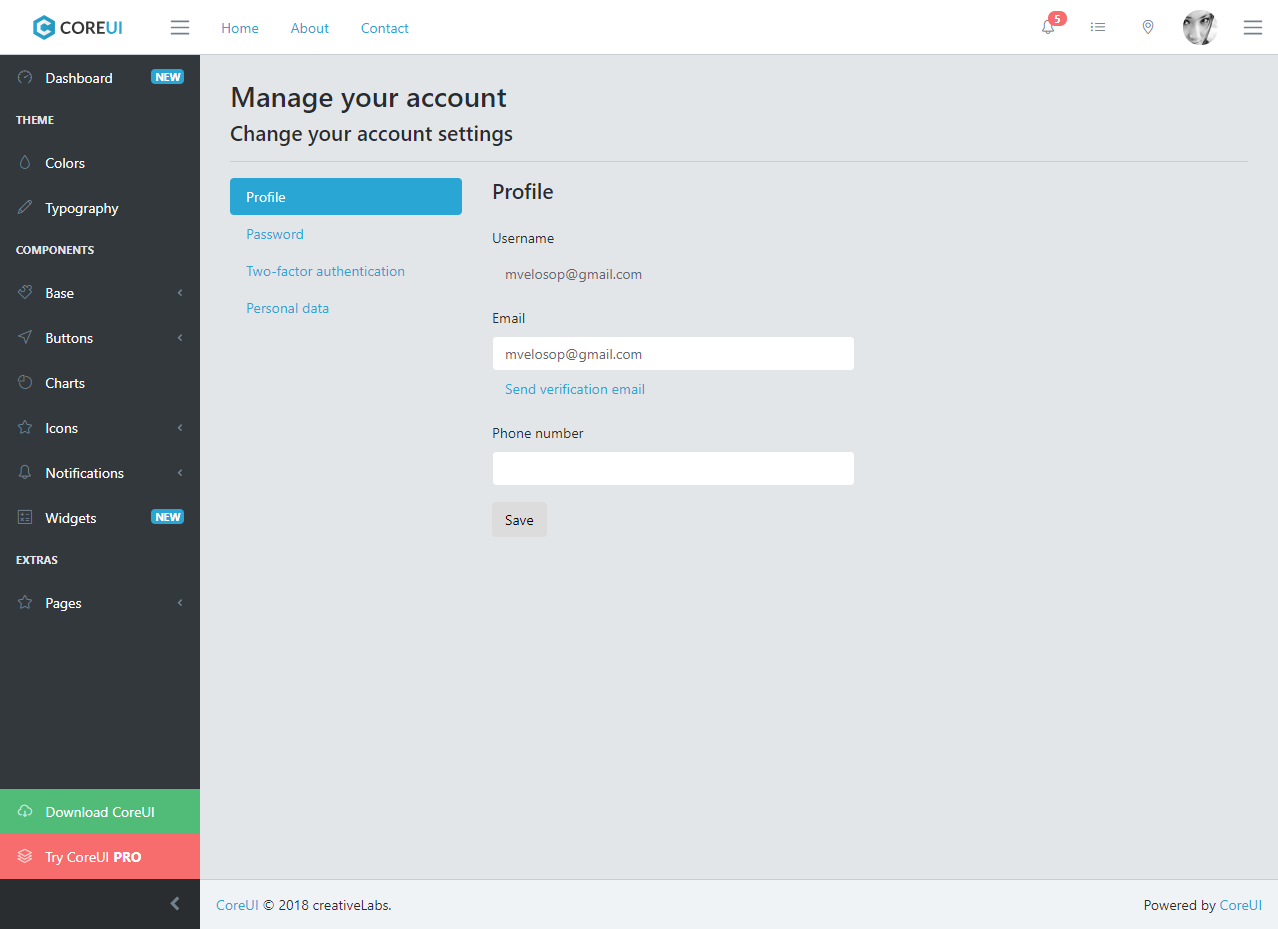 COREUI
Home
About
Contact
5
Dashboard NEW
THEME
Colors
Typography
COMPONENTS
Base
Buttons
Charts
Icons
Notifications
Widgets NEW
EXTRAS
Pages
Download CoreUI
Try CoreUI PRO
Manage your account
Change your account settings
Profile
Password
Two-factor authentication
Personal data
Profile
Username
mvelosop@gmail.com
Email
mvelosop@gmail.com
Send verification email
Phone number
Save
CoreUI © 2018 creativeLabs.
Powered by CoreUI